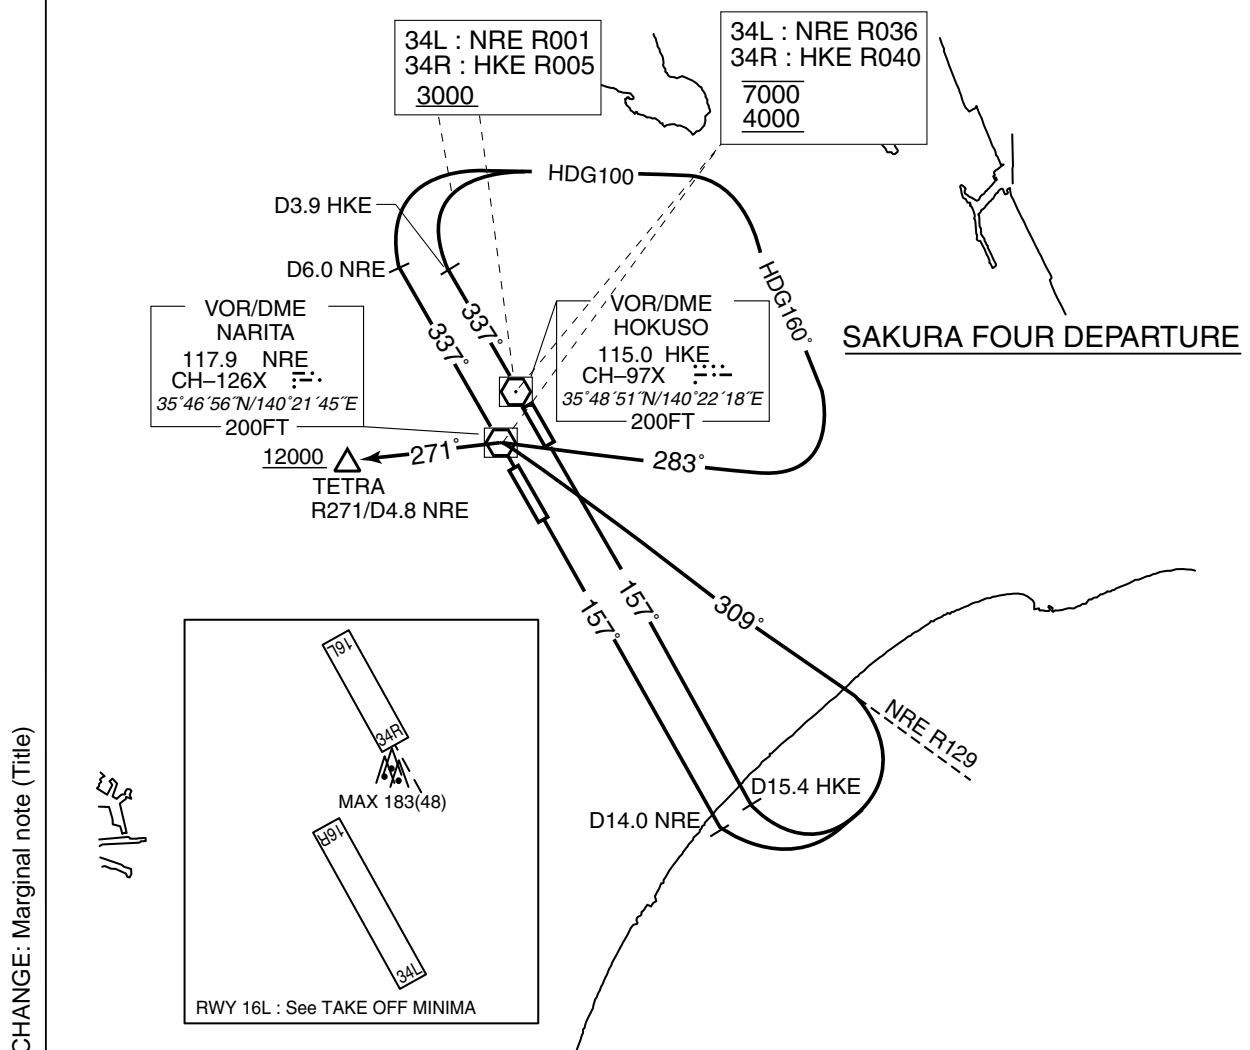 34L : NRE R001
34R : HKE R005
3000
34L : NRE R036
34R : HKE R040
7000
4000
HDG100
D3.9 HKE
D6.0 NRE
HDG160°
337°
337°
SAKURA FOUR DEPARTURE
VOR/DME
NARITA
117.9 NRE
CH–126X
35°46´56˝N/140°21´45˝E
200FT
VOR/DME
HOKUSO
115.0 HKE
CH–97X
35°48´51˝N/140°22´18˝E
200FT
12000
271°
283°
TETRA
R271/D4.8 NRE
157°
157°
309°
NRE R129
D15.4 HKE
D14.0 NRE
16L
34R
MAX 183(48)
16R
34L
RWY 16L : See TAKE OFF MINIMA
CHANGE: Marginal note (Title)